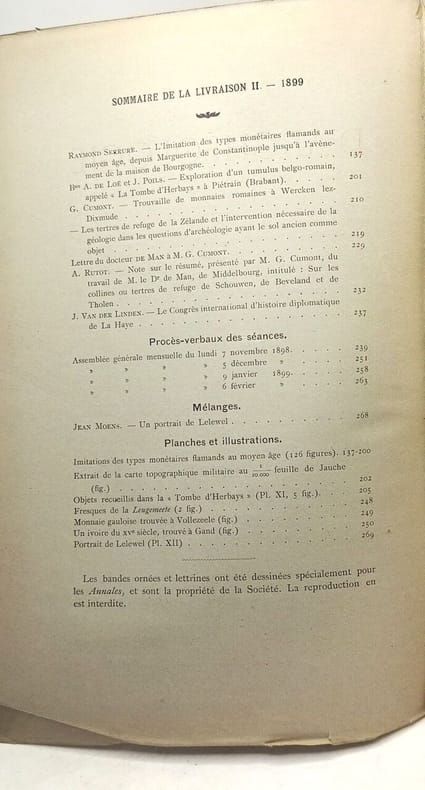 SOMMAIRE DE LA LIVRAISON II. — 1899
RAYMOND SERRURE. — L'Imitation des types monétaires flamands au
moyen âge, depuis Marguerite de Constantinople jusqu'à l'avène-
ment de la maison de Bourgogne. 137
Bon A. DE LOË et J. POILS. — Exploration d'un tumulus belgo-romain,
appelé « La Tombe d'Herbays » à Piétrain (Brabant). 201
G. CUMONT. — Trouvaille de monnaies romaines à Wercken lez-
Dixmude 210
— Les tertres de refuge de la Zélande et l'intervention nécessaire de la
géologie dans les questions d'archéologie ayant le sol ancien comme
objet 219
Lettre du docteur DE MAN à M. G. CUMONT. 229
A. RUTOT. — Note sur le résumé, présenté par M. G. Cumont, du
travail de M. le Dr de Man, de Middelbourg, intitulé : Sur les
collines ou tertres de refuge de Schouwen, de Beveland et de
Tholen 232
J. VAN DER LINDEN. — Le Congrès international d'histoire diplomatique
de La Haye 237
Procès-verbaux des séances.
Assemblée générale mensuelle du lundi 7 novembre 1898. 239
» » » » 5 décembre » 251
» » » » 9 janvier 1899. 258
» » » » 6 février » 263
Mélanges.
JEAN MOENS. — Un portrait de Lelewel 268
Planches et illustrations.
Imitations des types monétaires flamands au moyen âge (126 figures). 137-200
Extrait de la carte topographique militaire au 1/20 000 feuille de Jauche
(fig.) 202
Objets recueillis dans la « Tombe d'Herbays » (Pl. XI, 5 fig.). 205
Fresques de la Leugemeete (2 fig.) 248
Monnaie gauloise trouvée à Vollezeele (fig.) 249
Un ivoire du XVe siècle, trouvé à Gand (fig.) 250
Portrait de Lelewel (Pl. XII) 269
Les bandes ornées et lettrines ont été dessinées spécialement pour
les Annales, et sont la propriété de la Société. La reproduction en
est interdite.